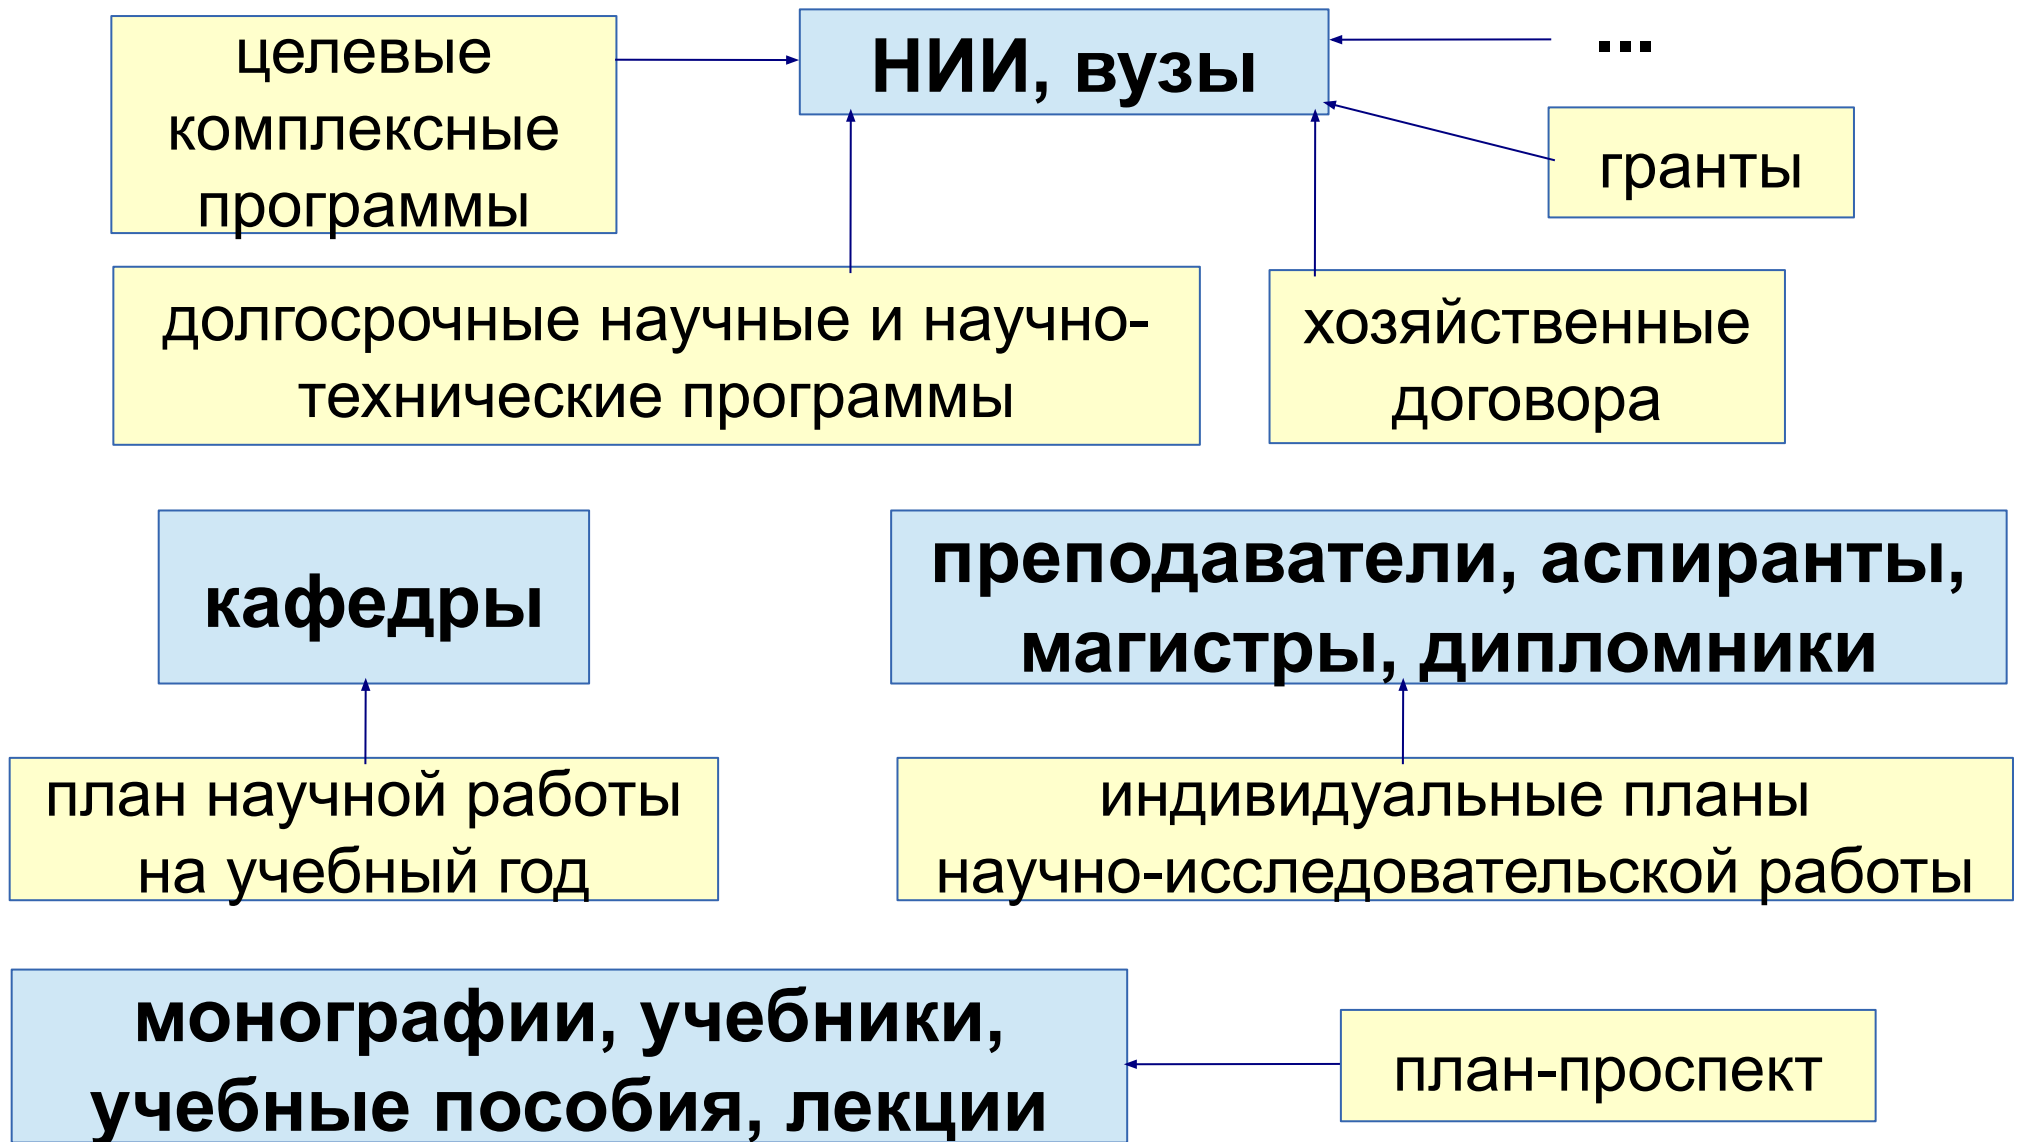 целевые
комплексные
программы
НИИ, вузы
...
гранты
долгосрочные научные и научно-
технические программы
хозяйственные
договора
кафедры
преподаватели, аспиранты,
магистры, дипломники
план научной работы
на учебный год
индивидуальные планы
научно-исследовательской работы
монографии, учебники,
учебные пособия, лекции
план-проспект